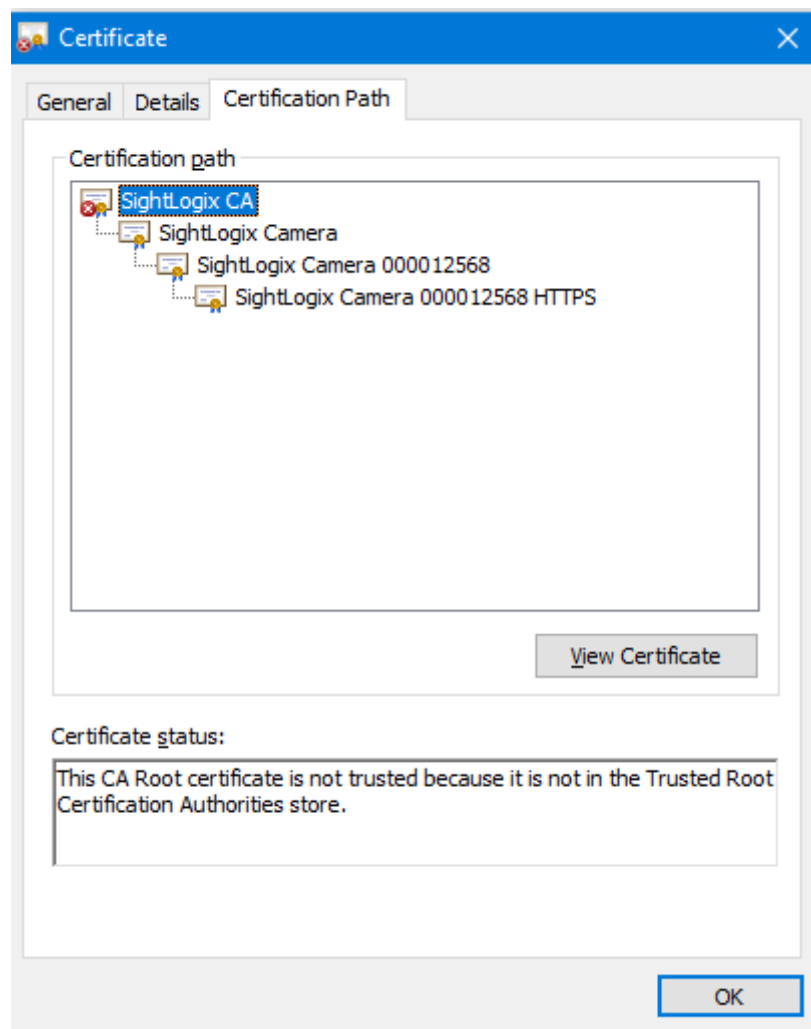 Certificate
General Details Certification Path
Certification path
SightLogix CA
SightLogix Camera
SightLogix Camera 000012568
SightLogix Camera 000012568 HTTPS
View Certificate
Certificate status:
This CA Root certificate is not trusted because it is not in the Trusted Root
Certification Authorities store.
OK